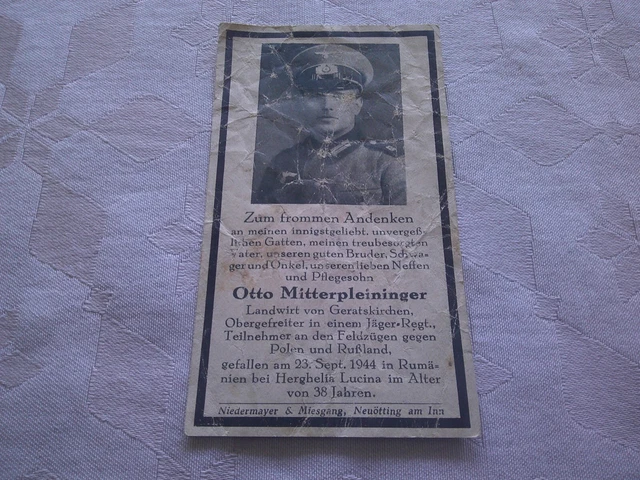 Zum frommen Andenken
an meinen innigstgeliebt. unvergeß-
lichen Gatten, meinen treubesorgten
Vater, unseren guten Bruder, Schwa-
ger und Onkel, unseren lieben Neffen
und Pflegesohn
Otto Mitterpleininger
Landwirt von Geratskirchen,
Obergefreiter in einem Jäger-Regt.,
Teilnehmer an den Feldzügen gegen
Polen und Rußland,
gefallen am 23. Sept. 1944 in Rumä-
nien bei Herghelia Lucina im Alter
von 38 Jahren.
Niedermayer & Miesgang, Neuötting am Inn